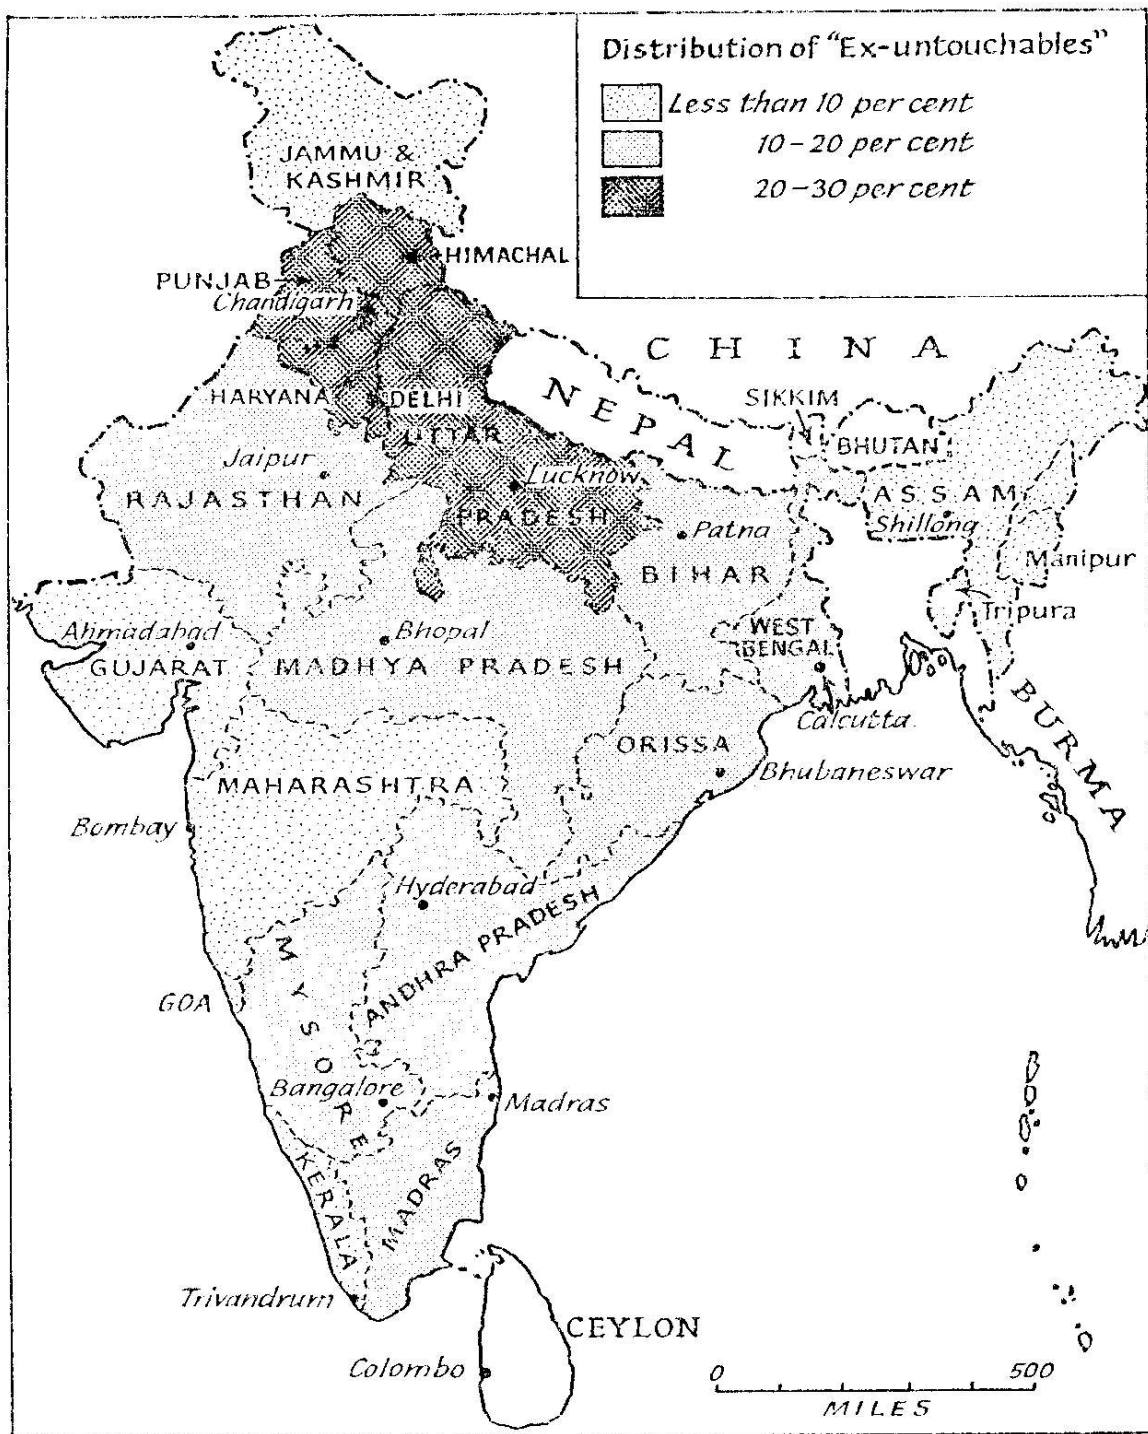 Distribution of "Ex-untouchables"
Less than 10 per cent
10-20 per cent
20-30 per cent
JAMMU &
KASHMIR
HIMACHAL
PUNJAB
Chandigarh
CHINA
NEPAL
SIKKIM
BHUTAN
HARYANA
DELHI
UTTAR
PRADESH
Lucknow
Jaipur
RAJASTHAN
ASSAM
Shillong
Patna
BIHAR
Manipur
Tripura
Ahmadabad
GUJARAT
Bhopal
MADHYA PRADESH
WEST
BENGAL
Calcutta
BURMA
ORISSA
Bhubaneswar
MAHARASHTRA
Bombay
Hyderabad
ANDHRA PRADESH
MYSORE
GOA
Bangalore
Madras
KERALA
MADRAS
Trivandrum
CEYLON
Colombo
0 500
MILES